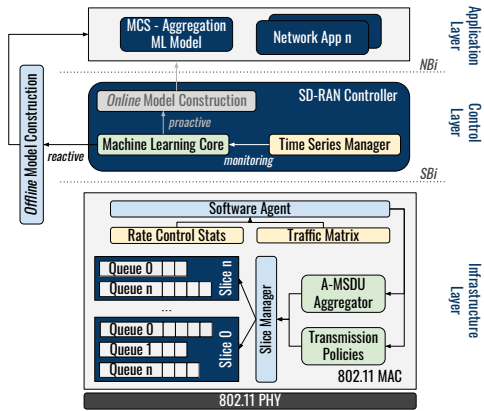 MCS - Aggregation
ML Model
Network App n
Application
Layer
NBi
Online Model Construction
SD-RAN Controller
proactive
Machine Learning Core
Time Series Manager
monitoring
reactive
Offline Model Construction
Control
Layer
SBi
Software Agent
Rate Control Stats
Traffic Matrix
Queue 0
Queue n
Slice n
...
Queue 0
Queue 1
Queue n
Slice 0
Slice Manager
A-MSDU
Aggregator
Transmission
Policies
802.11 MAC
Infrastructure
Layer
802.11 PHY